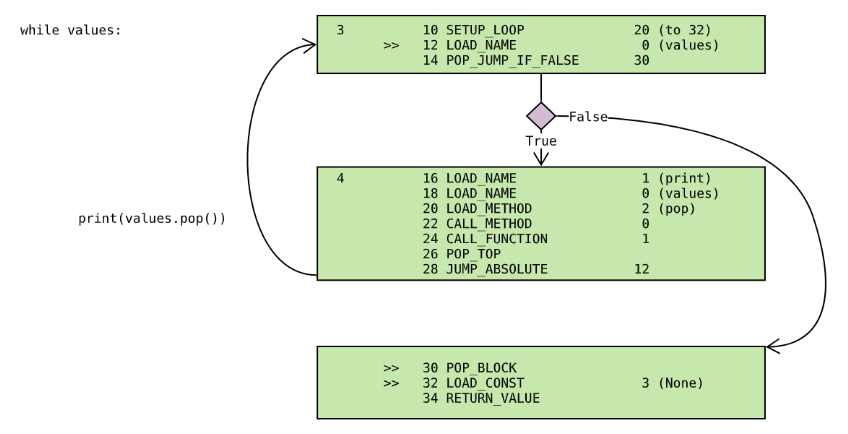 while values:
3 10 SETUP_LOOP 20 (to 32)
>> 12 LOAD_NAME 0 (values)
14 POP_JUMP_IF_FALSE 30
False
True
4 16 LOAD_NAME 1 (print)
18 LOAD_NAME 0 (values)
20 LOAD_METHOD 2 (pop)
22 CALL_METHOD 0
24 CALL_FUNCTION 1
26 POP_TOP
28 JUMP_ABSOLUTE 12
print(values.pop())
>> 30 POP_BLOCK
>> 32 LOAD_CONST 3 (None)
34 RETURN_VALUE